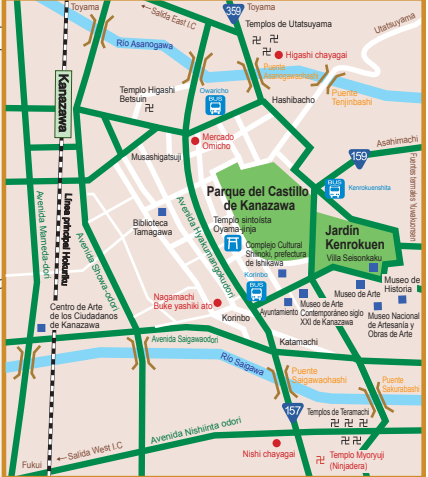 Toyama
Salida East I.C
359
Toyama
Templos de Utatsuyama
Utatsuyama
Río Asanogawa
Higashi chayagai
Puente
Asanogawaohashi
Puente
Tenjinbashi
Kanazawa
Templo Higashi
Betsuin
Owaricho
BUS
Hashibacho
Mercado
Omicho
Musashigatsuji
Asahimachi
159
Fuentes termales Yuwakuonsen
Parque del Castillo
de Kanazawa
BUS
Kenrokuenshita
Avenida Mameda-dori
Línea principal Hokuriku
Avenida Showa-odori
Biblioteca
Tamagawa
Avenida Hyakumangokudori
Templo sintoísta
Oyama-jinja
Complejo Cultural
Shiinoki, prefectura
de Ishikawa
Jardín
Kenrokuen
Villa Seisonkaku
Korinbo
BUS
Museo de
Historia
Museo de Arte
Nagamachi
Buke yashiki ato
Ayuntamiento
Museo de Arte
Contemporáneo siglo
XXI de Kanazawa
Museo Nacional
de Artesanía y
Obras de Arte
Centro de Arte
de los Ciudadanos
de Kanazawa
Korinbo
Avenida Saigawaodori
Katamachi
Río Saigawa
Puente
Saigawaohashi
Puente
Sakurabashi
157
Templos de Teramachi
Avenida Nishiinta odori
Nishi chayagai
Templo Myoryuji
(Ninjadera)
Salida West I.C
Fukui